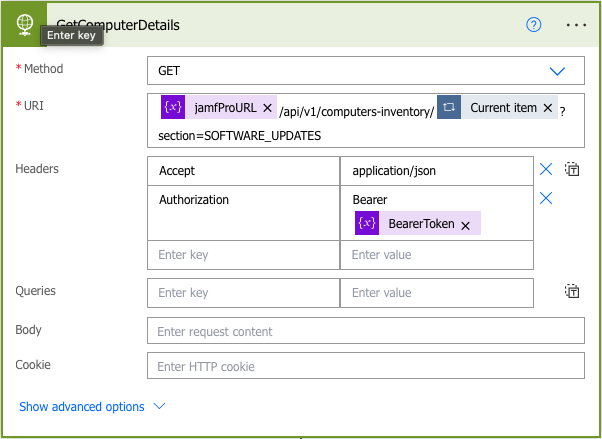 GetComputerDetails
Enter key
* Method
GET
* URI
{x} jamfProURL × /api/v1/computers-inventory/ Current item × ?
section=SOFTWARE_UPDATES
Headers
Accept application/json
Authorization Bearer
{x} BearerToken ×
Enter key Enter value
Queries Enter key Enter value
Body Enter request content
Cookie Enter HTTP cookie
Show advanced options